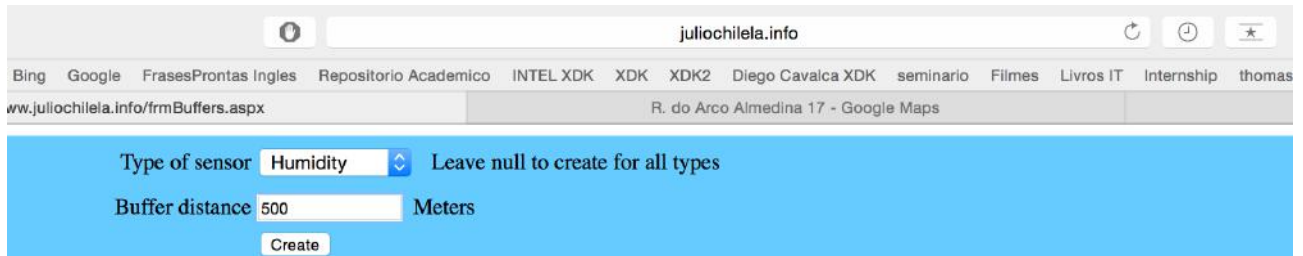 juliochilela.info
Bing Google FrasesProntas Ingles Repositorio Academico INTEL XDK XDK XDK2 Diego Cavalca XDK seminario Filmes Livros IT Internship thomas
ww.juliochilela.info/frmBuffers.aspx R. do Arco Almedina 17 - Google Maps
Type of sensor Humidity Leave null to create for all types
Buffer distance 500 Meters
Create